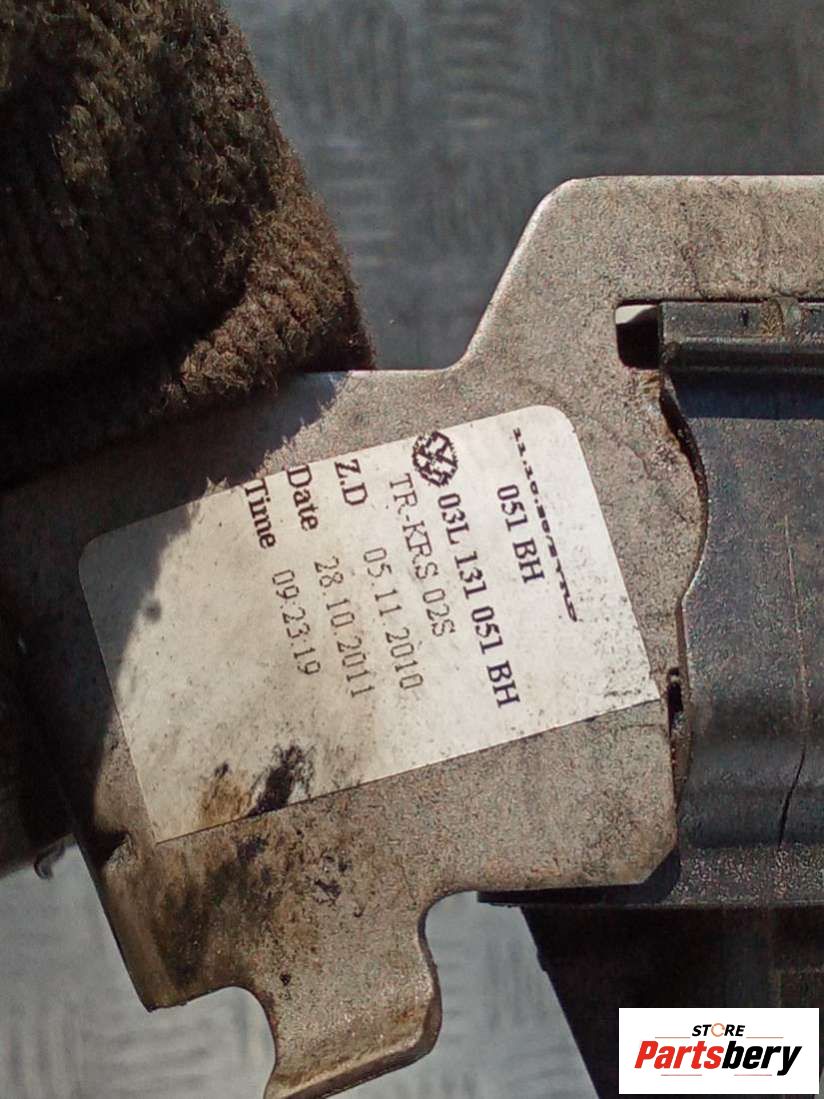 051 BH
03L 131 051 BH
TR-KRS 02S
Z.D 05.11.2010
Date 28.10.2011
Time 09:23:19
STORE
Partsbery